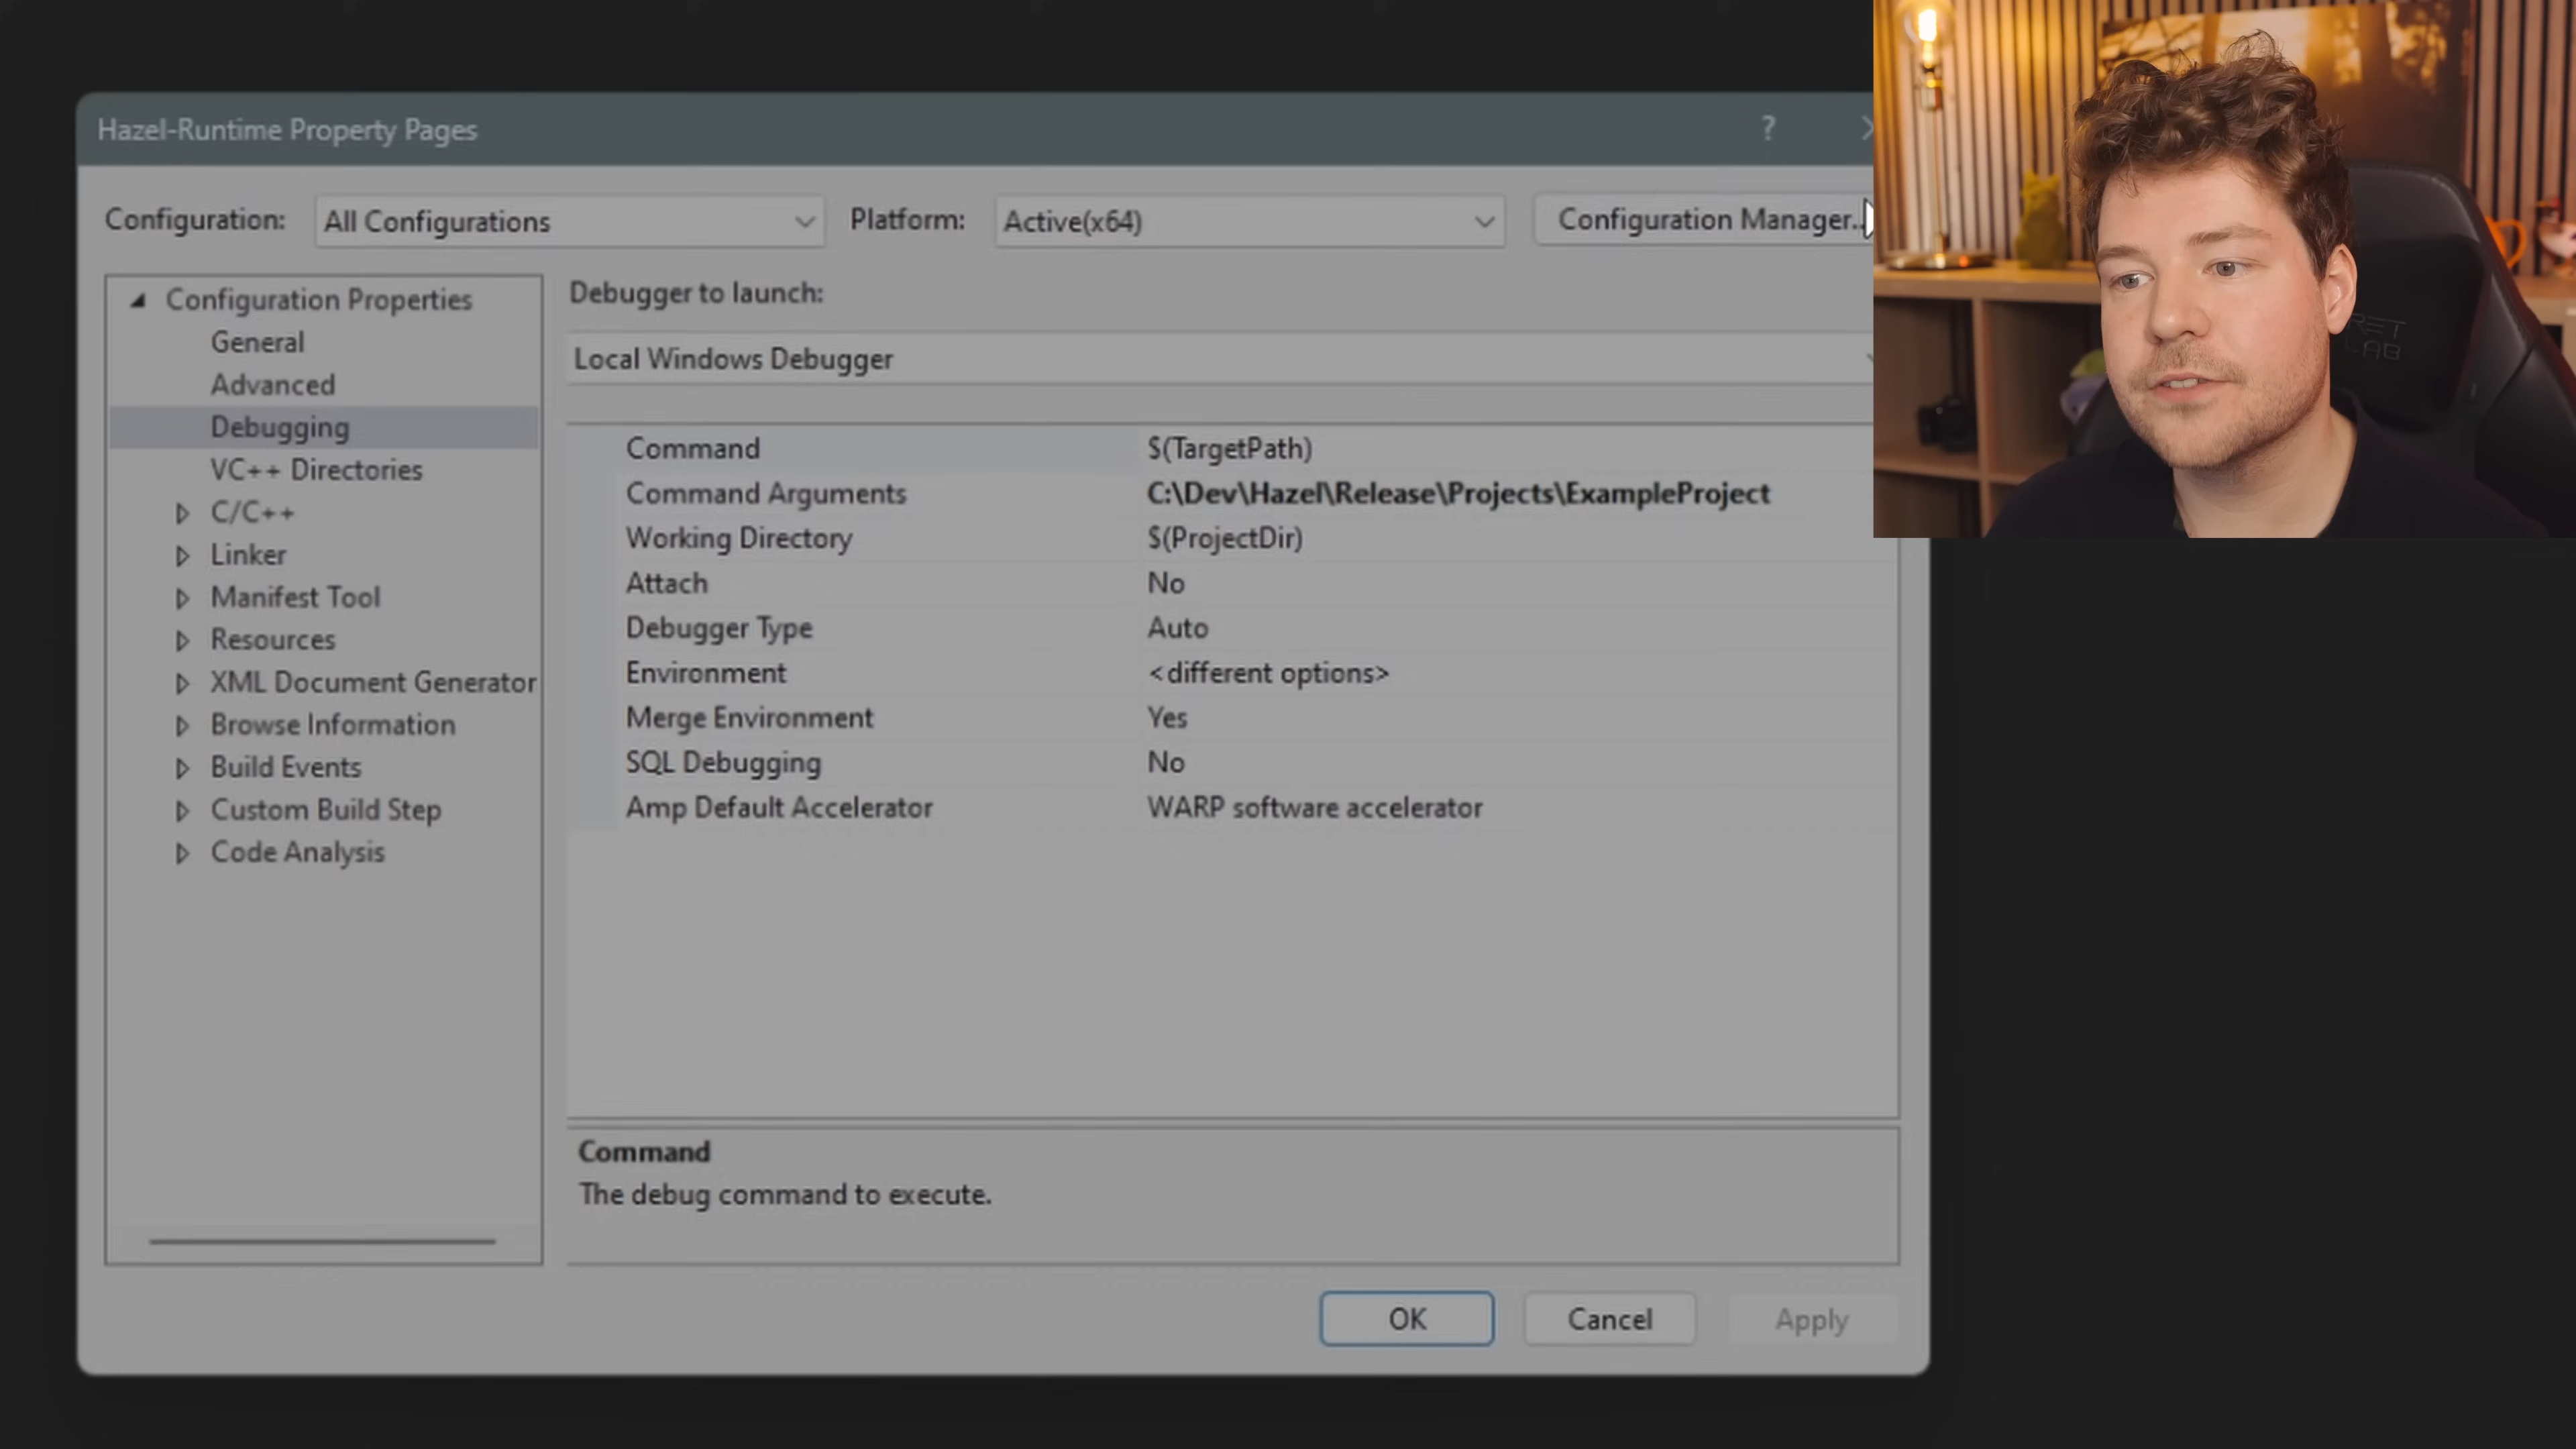 Hazel-Runtime Property Pages
?
Configuration:
All Configurations
Platform:
Active(x64)
Configuration Manager...
Configuration Properties
General
Advanced
Debugging
VC++ Directories
C/C++
Linker
Manifest Tool
Resources
XML Document Generator
Browse Information
Build Events
Custom Build Step
Code Analysis
Debugger to launch:
Local Windows Debugger
Command $(TargetPath)
Command Arguments C:\Dev\Hazel\Release\Projects\ExampleProject
Working Directory $(ProjectDir)
Attach No
Debugger Type Auto
Environment <different options>
Merge Environment Yes
SQL Debugging No
Amp Default Accelerator WARP software accelerator
Command
The debug command to execute.
OK Cancel Apply
LAB